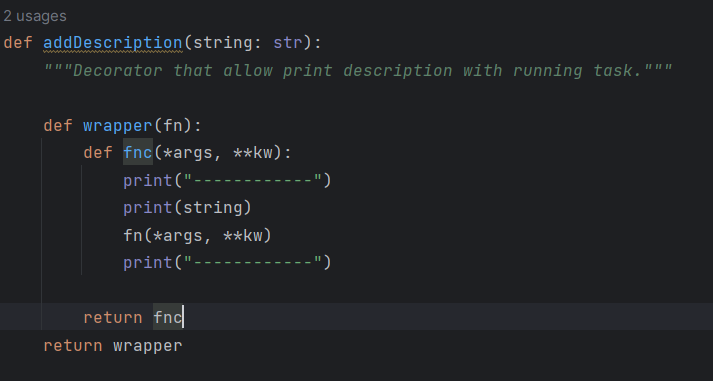 2 usages
def addDescription(string: str):
    """Decorator that allow print description with running task."""
    def wrapper(fn):
        def fnc(*args, **kw):
            print("------------")
            print(string)
            fn(*args, **kw)
            print("------------")
        return fnc
    return wrapper